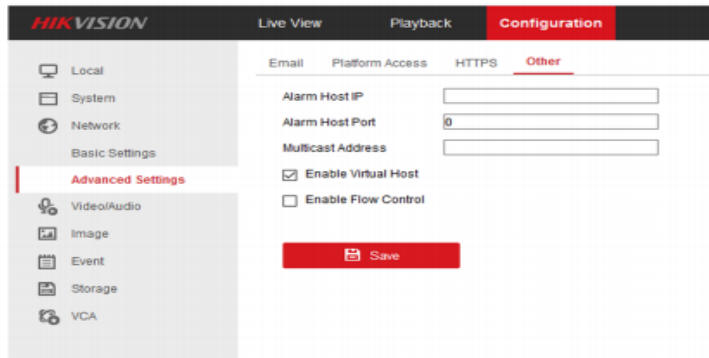 HIKVISION Live View Playback Configuration
Local
System
Network
Basic Settings
Advanced Settings
Video/Audio
Image
Event
Storage
VCA
Email Platform Access HTTPS Other
Alarm Host IP
Alarm Host Port 0
Multicast Address
Enable Virtual Host
Enable Flow Control
Save